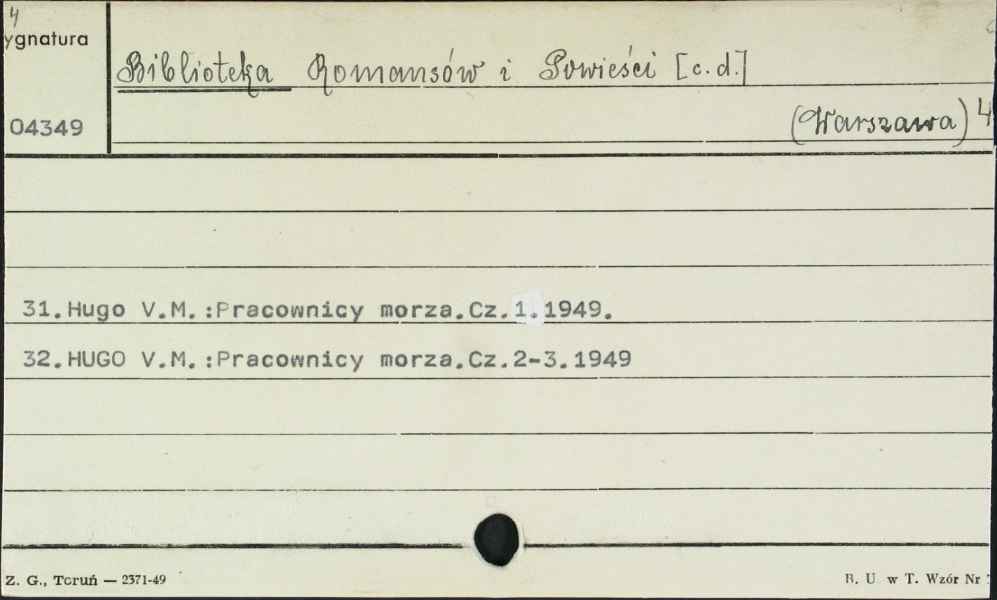 4
ygnatura
Biblioteka Romansów i Powieści [c.d.]
04349
(Warszawa) 4
31.Hugo V.M.:Pracownicy morza.Cz.1.1949.
32.HUGO V.M.:Pracownicy morza.Cz.2-3.1949
Z. G., Toruń — 2371-49
B. U. w T. Wzór Nr